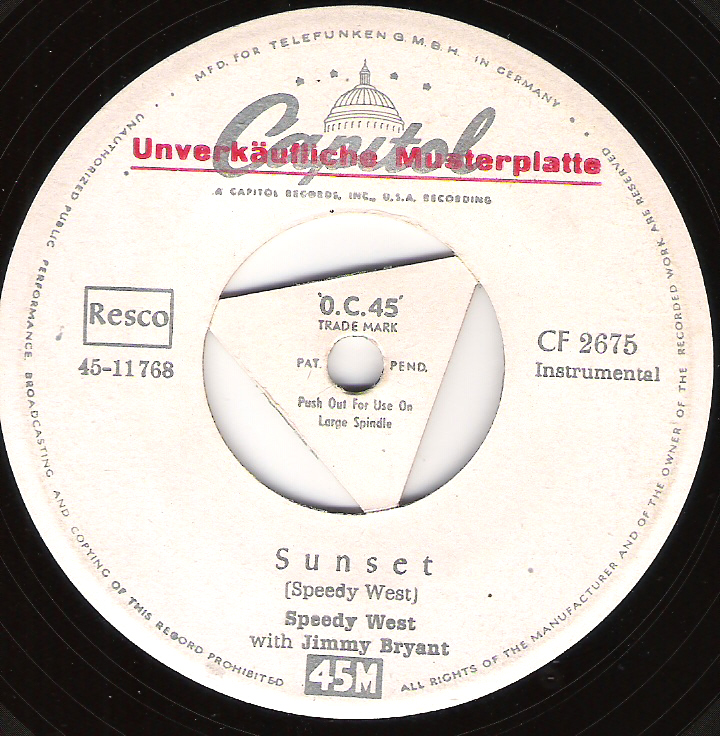 MFD. FOR TELEFUNKEN G.M.B.H. IN GERMANY
Capitol
Unverkäufliche Musterplatte
A CAPITOL RECORDS, INC., U.S.A. RECORDING
Resco
45-11768
'O.C.45'
TRADE MARK
PAT. PEND.
Push Out For Use On
Large Spindle
CF 2675
Instrumental
Sunset
(Speedy West)
Speedy West
with Jimmy Bryant
45M
UNAUTHORIZED PUBLIC PERFORMANCE, BROADCASTING AND COPYING OF THIS RECORD PROHIBITED
ALL RIGHTS OF THE MANUFACTURER AND OF THE OWNER OF THE RECORDED WORK ARE RESERVED